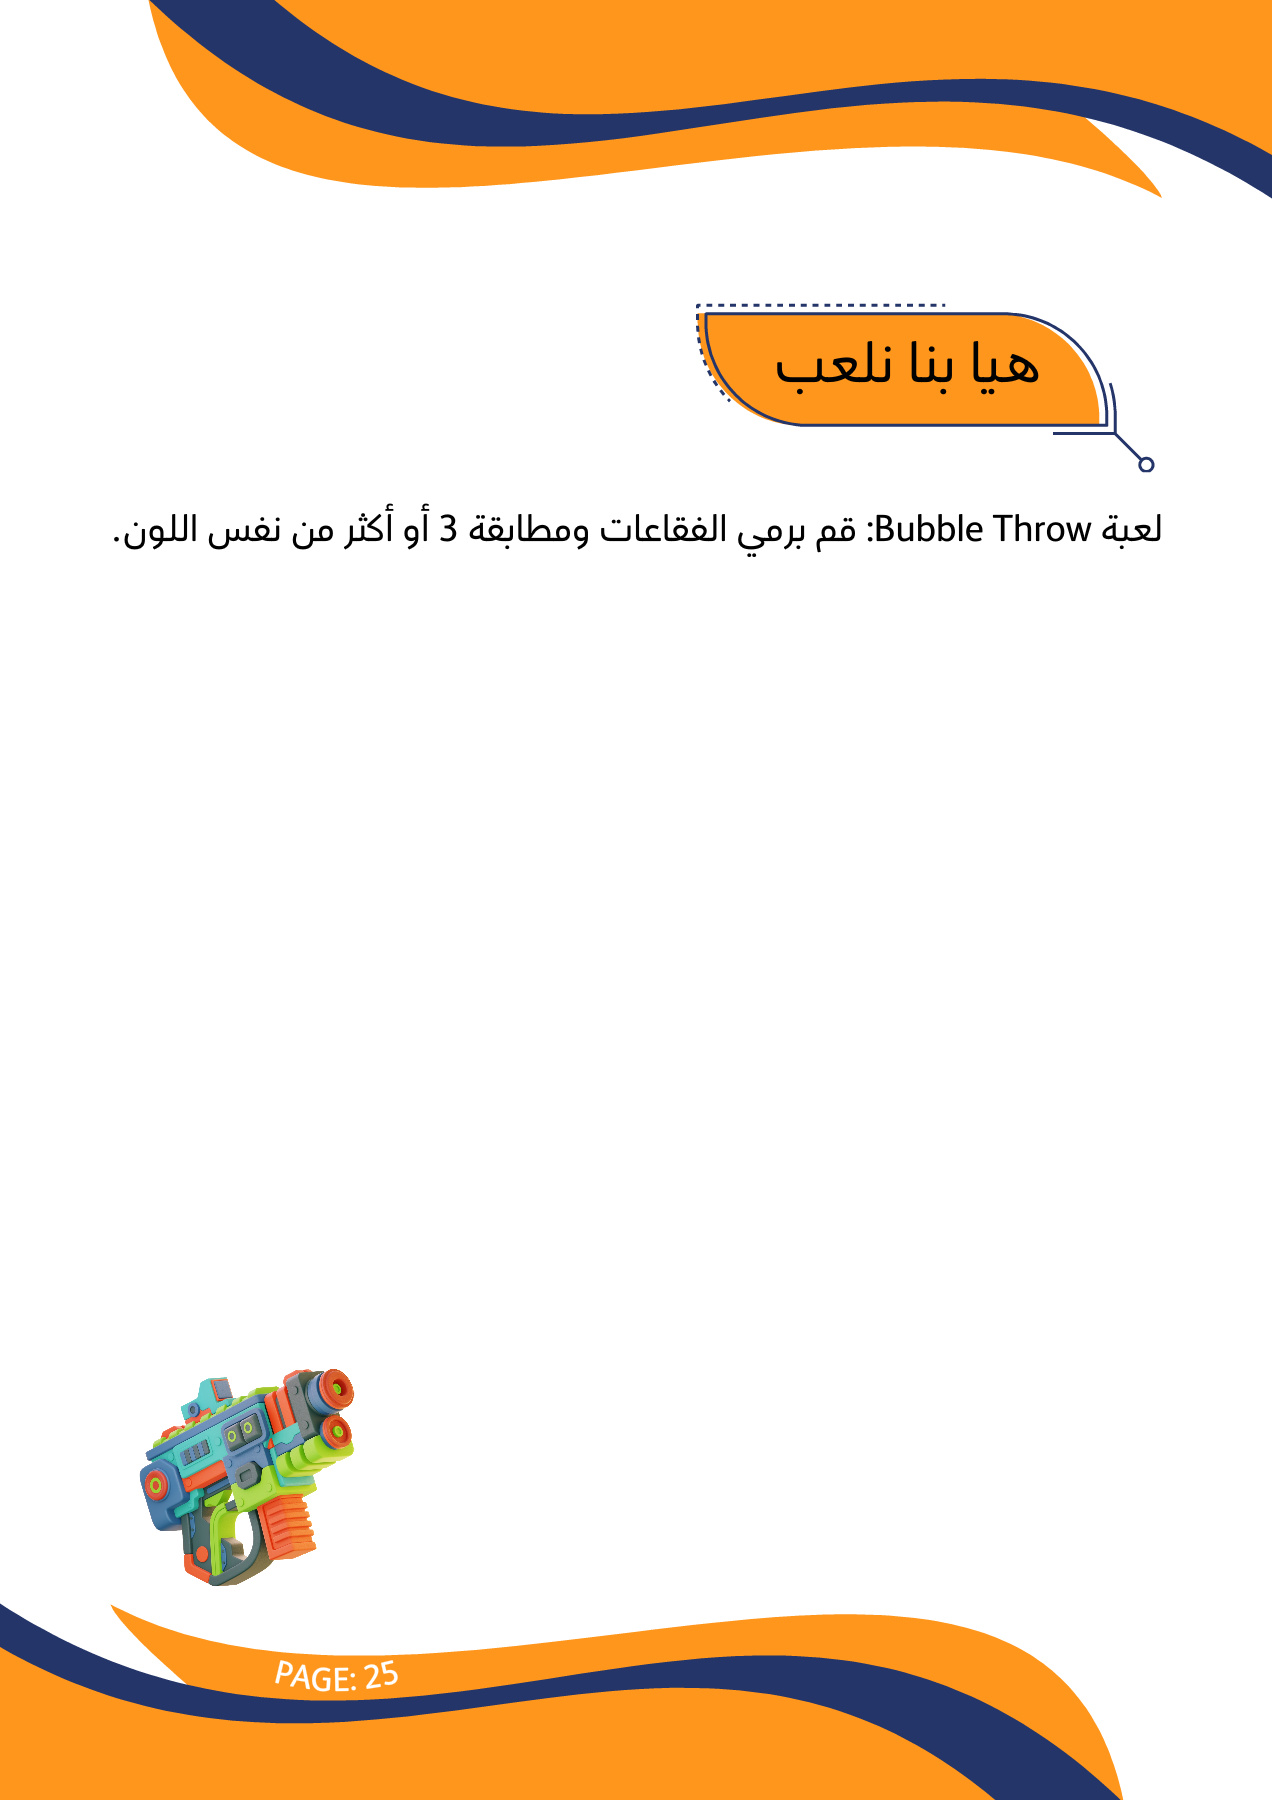 هيا بنا نلعب
لعبة Bubble Throw: قم برمي الفقاعات ومطابقة 3 أو أكثر من نفس اللون.
PAGE: 25